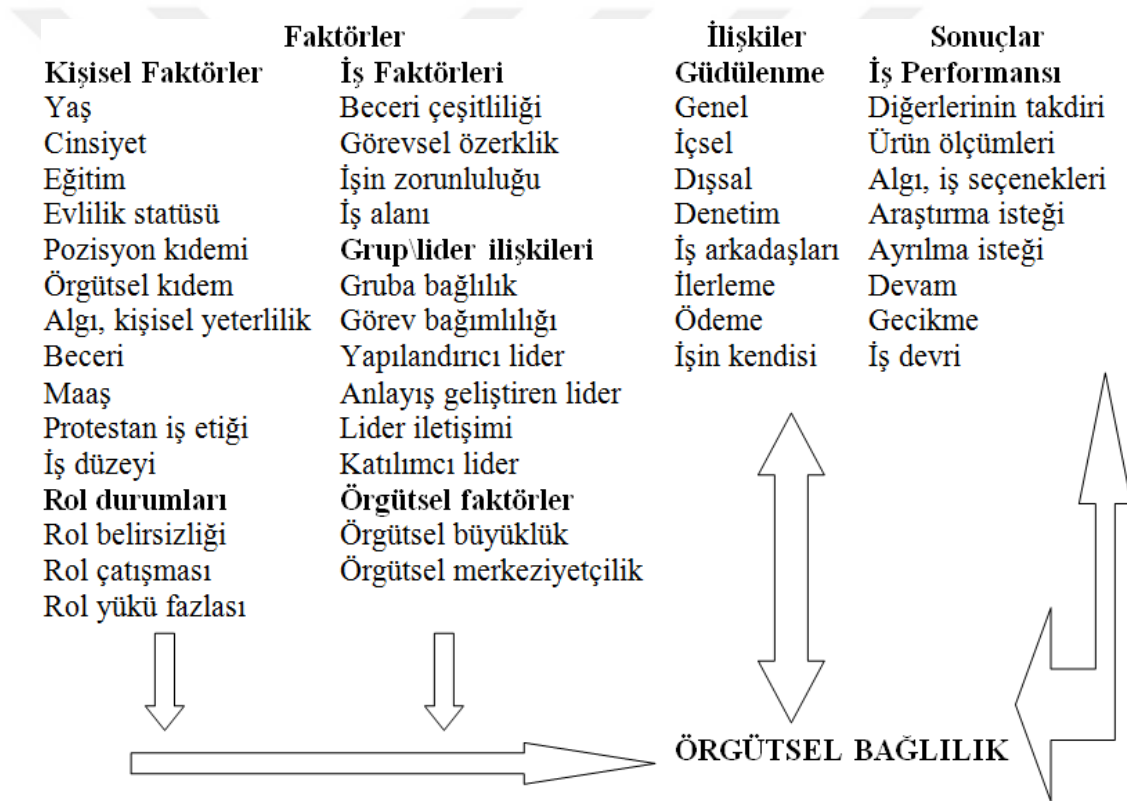 Faktörler
Kişisel Faktörler
Yaş
Cinsiyet
Eğitim
Evlilik statüsü
Pozisyon kıdemi
Örgütsel kıdem
Algı, kişisel yeterlilik
Beceri
Maaş
Protestan iş etiği
İş düzeyi
Rol durumları
Rol belirsizliği
Rol çatışması
Rol yükü fazlası
İş Faktörleri
Beceri çeşitliliği
Görevsel özerklik
İşin zorunluluğu
İş alanı
Grup\lider ilişkileri
Gruba bağlılık
Görev bağımlılığı
Yapılandırıcı lider
Anlayış geliştiren lider
Lider iletişimi
Katılımcı lider
Örgütsel faktörler
Örgütsel büyüklük
Örgütsel merkeziyetçilik
İlişkiler
Güdülenme
Genel
İçsel
Dışsal
Denetim
İş arkadaşları
İlerleme
Ödeme
İşin kendisi
Sonuçlar
İş Performansı
Diğerlerinin takdiri
Ürün ölçümleri
Algı, iş seçenekleri
Araştırma isteği
Ayrılma isteği
Devam
Gecikme
İş devri
ÖRGÜTSEL BAĞLILIK